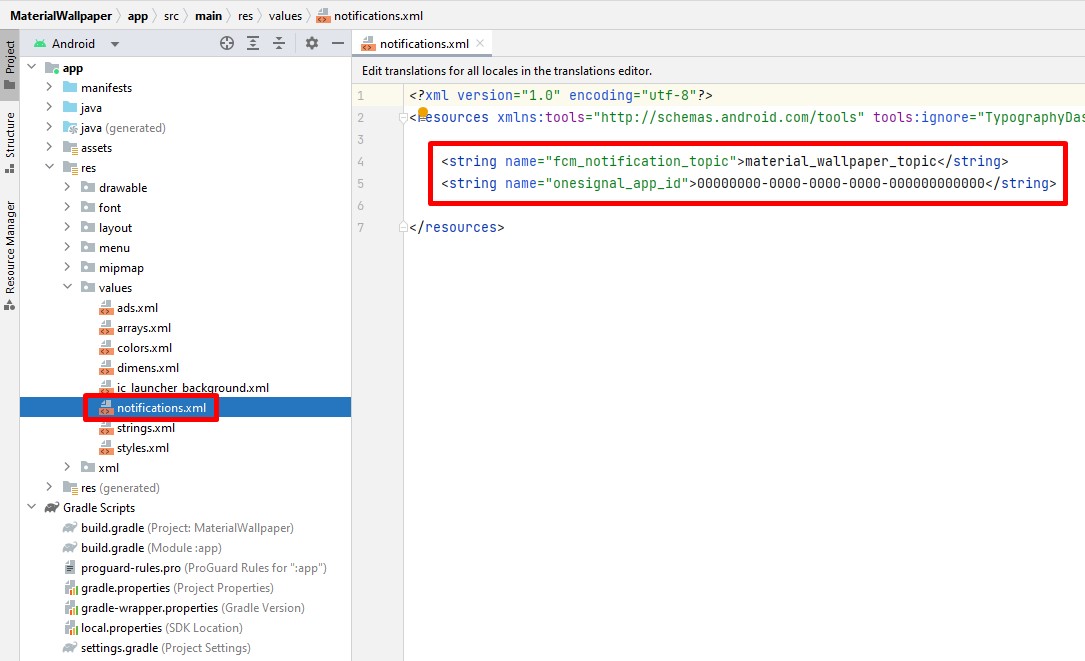 MaterialWallpaper app src main res values notifications.xml
Project
Structure
Resource Manager
Android
app
manifests
java
java (generated)
assets
res
drawable
font
layout
menu
mipmap
values
ads.xml
arrays.xml
colors.xml
dimens.xml
ic_launcher_background.xml
notifications.xml
strings.xml
styles.xml
xml
res (generated)
Gradle Scripts
build.gradle (Project: MaterialWallpaper)
build.gradle (Module :app)
proguard-rules.pro (ProGuard Rules for ":app")
gradle.properties (Project Properties)
gradle-wrapper.properties (Gradle Version)
local.properties (SDK Location)
settings.gradle (Project Settings)
notifications.xml
Edit translations for all locales in the translations editor.
1 <?xml version="1.0" encoding="utf-8"?>
2 <resources xmlns:tools="http://schemas.android.com/tools" tools:ignore="TypographyDas
3
4 <string name="fcm_notification_topic">material_wallpaper_topic</string>
5 <string name="onesignal_app_id">00000000-0000-0000-0000-000000000000</string>
6
7 </resources>